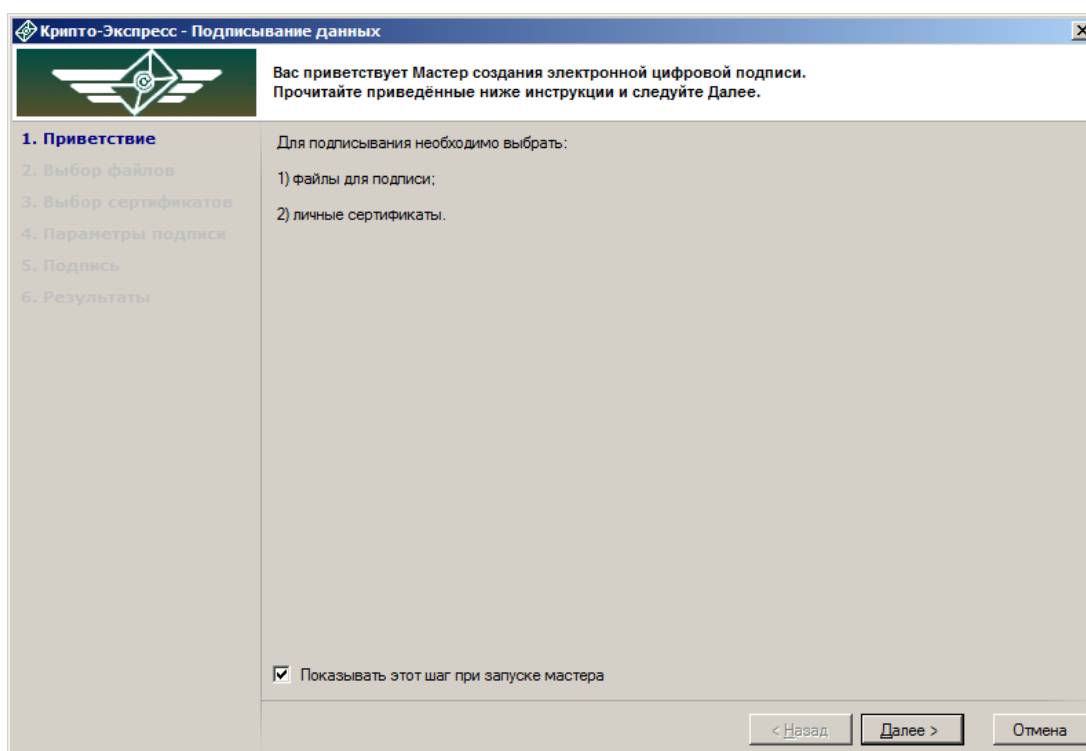 Крипто-Экспресс - Подписывание данных
Вас приветствует Мастер создания электронной цифровой подписи.
Прочитайте приведённые ниже инструкции и следуйте Далее.
1. Приветствие
2. Выбор файлов
3. Выбор сертификатов
4. Параметры подписи
5. Подпись
6. Результаты
Для подписывания необходимо выбрать:
1) файлы для подписи;
2) личные сертификаты.
Показывать этот шаг при запуске мастера
< Назад
Далее >
Отмена